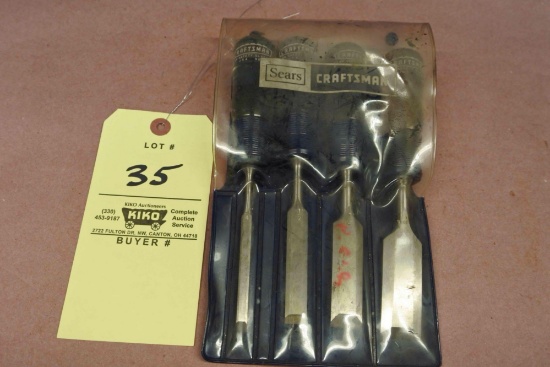 LOT #
35
KIKO Auctioneers
(330)
453-9187
KIKO
Complete
Auction
Service
2722 FULTON DR. NW, CANTON, OH 44718
BUYER #
CRAFTSMAN
Sears
CRAFTSMAN